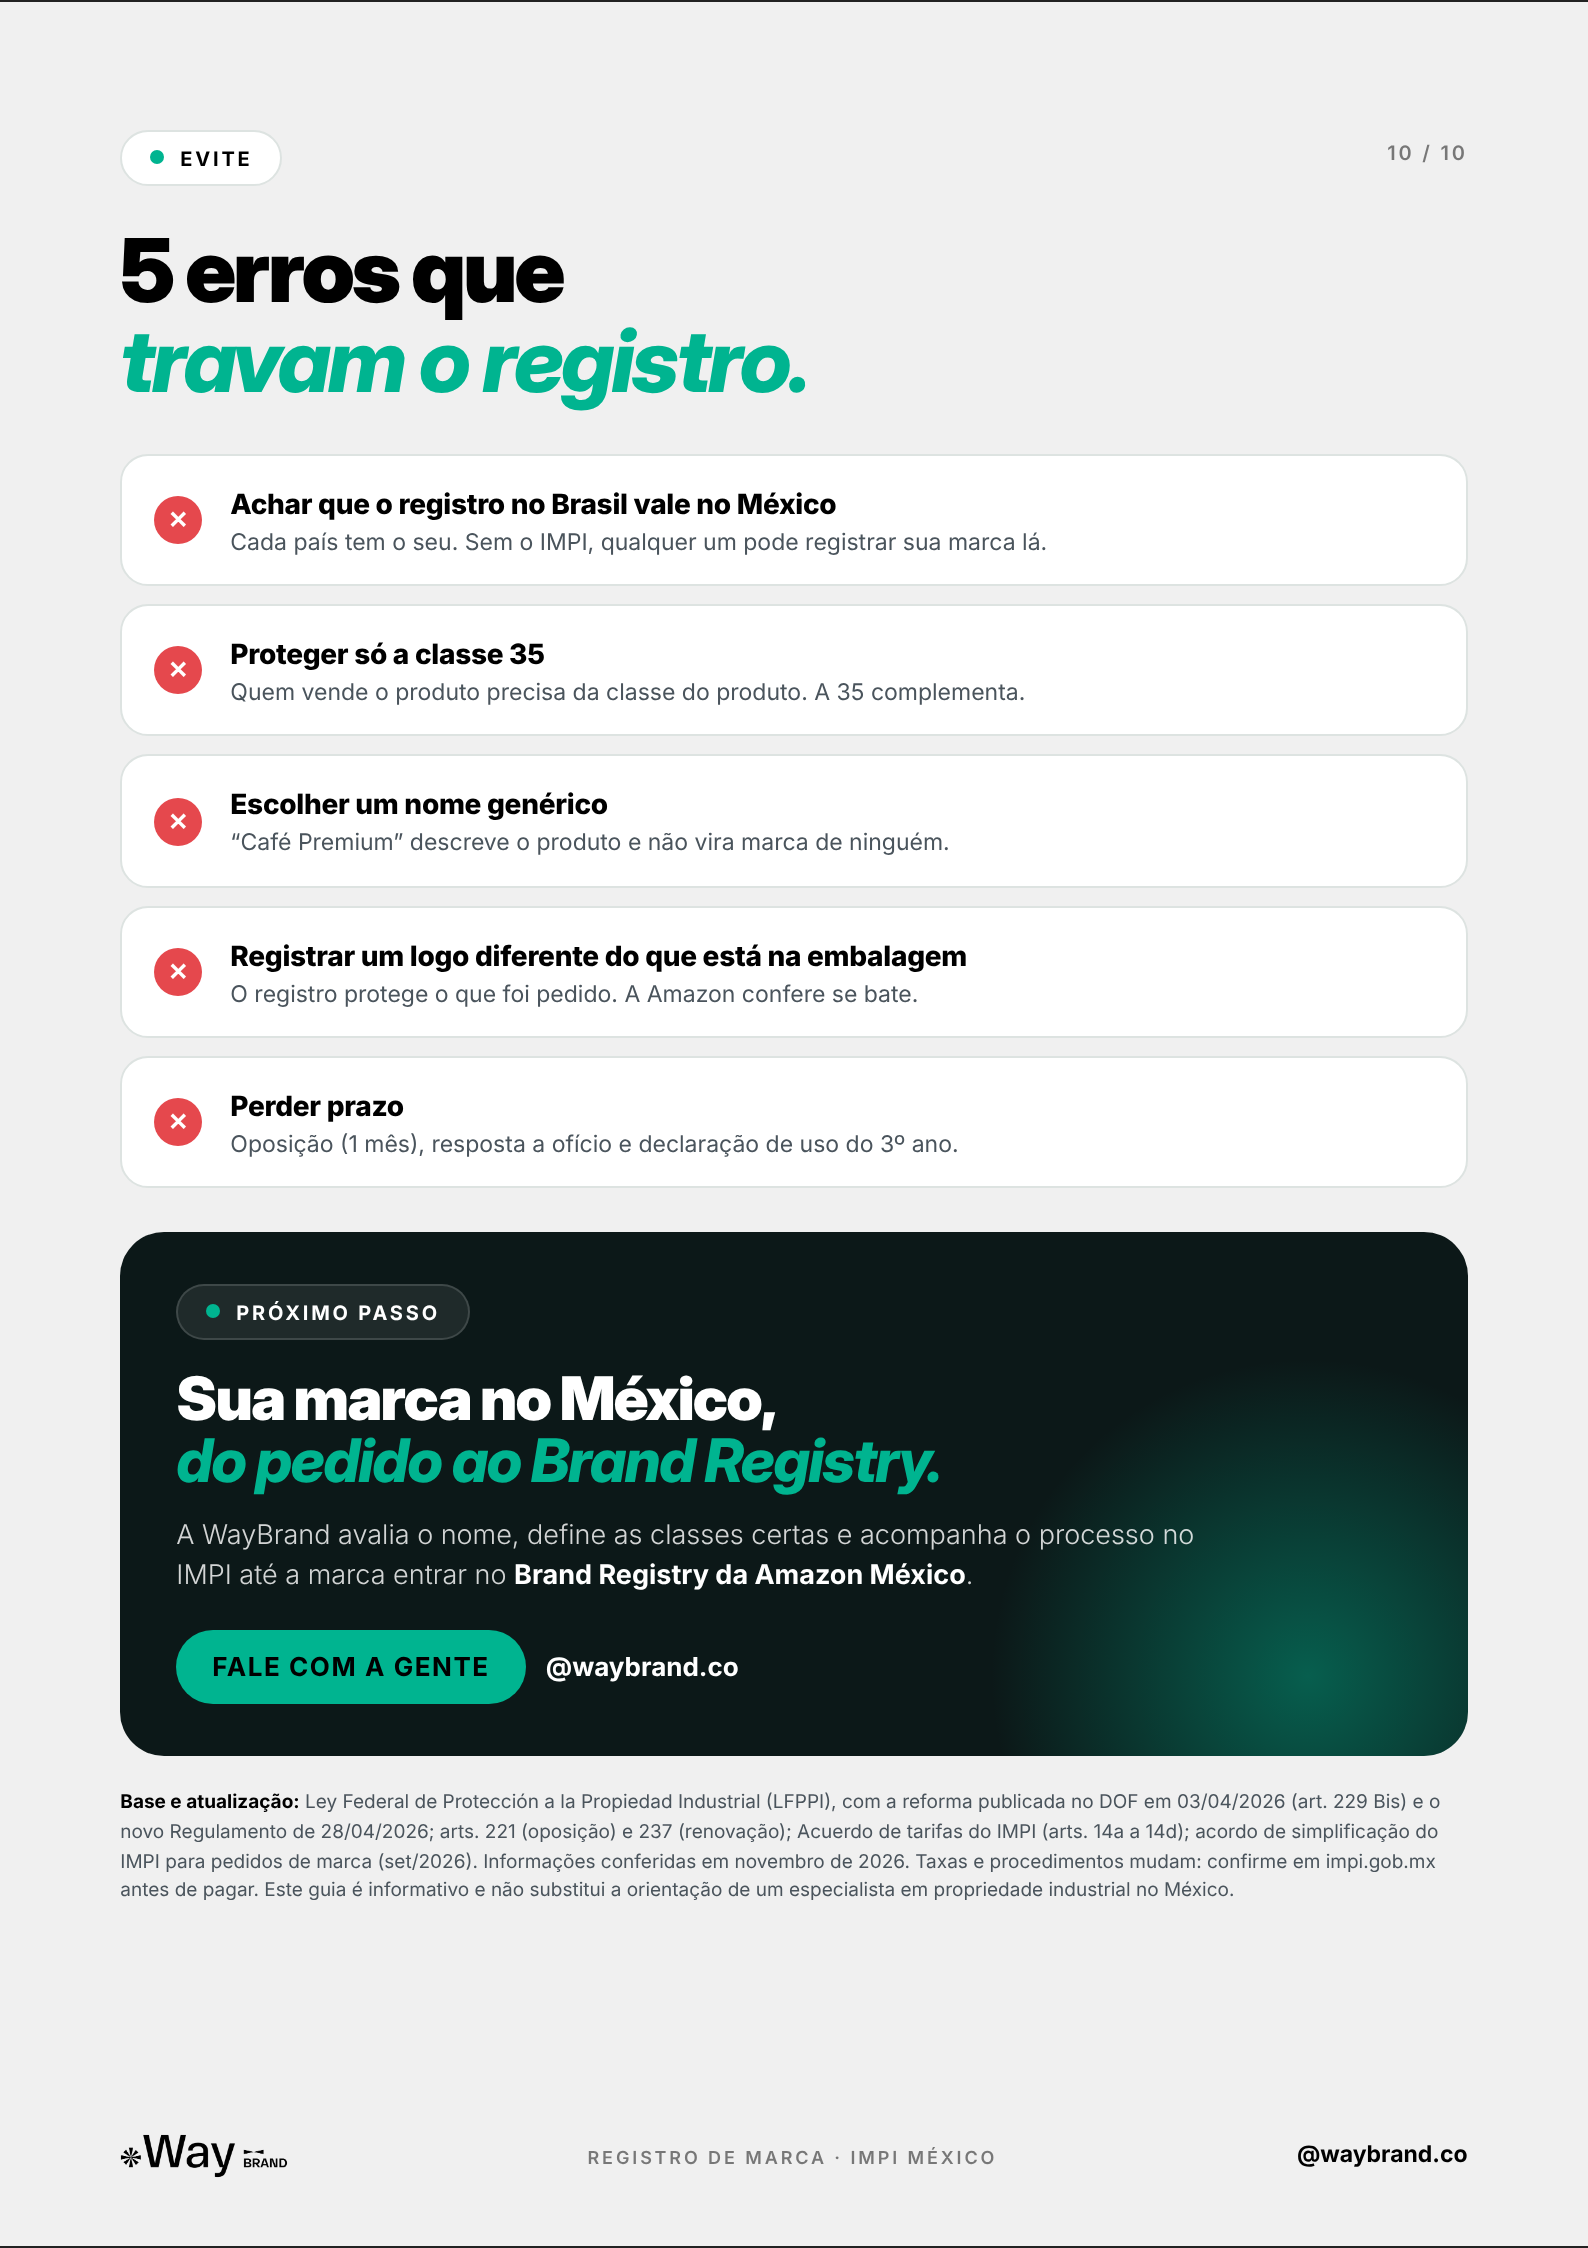 EVITE
10 / 10
5 erros que
travam o registro.
Achar que o registro no Brasil vale no México
Cada país tem o seu. Sem o IMPI, qualquer um pode registrar sua marca lá.
Proteger só a classe 35
Quem vende o produto precisa da classe do produto. A 35 complementa.
Escolher um nome genérico
“Café Premium” descreve o produto e não vira marca de ninguém.
Registrar um logo diferente do que está na embalagem
O registro protege o que foi pedido. A Amazon confere se bate.
Perder prazo
Oposição (1 mês), resposta a ofício e declaração de uso do 3º ano.
PRÓXIMO PASSO
Sua marca no México,
do pedido ao Brand Registry.
A WayBrand avalia o nome, define as classes certas e acompanha o processo no
IMPI até a marca entrar no Brand Registry da Amazon México.
FALE COM A GENTE @waybrand.co
Base e atualização: Ley Federal de Protección a la Propiedad Industrial (LFPPI), com a reforma publicada no DOF em 03/04/2026 (art. 229 Bis) e o
novo Regulamento de 28/04/2026; arts. 221 (oposição) e 237 (renovação); Acuerdo de tarifas do IMPI (arts. 14a a 14d); acordo de simplificação do
IMPI para pedidos de marca (set/2026). Informações conferidas em novembro de 2026. Taxas e procedimentos mudam: confirme em impi.gob.mx
antes de pagar. Este guia é informativo e não substitui a orientação de um especialista em propriedade industrial no México.
Way BRAND
REGISTRO DE MARCA · IMPI MÉXICO
@waybrand.co